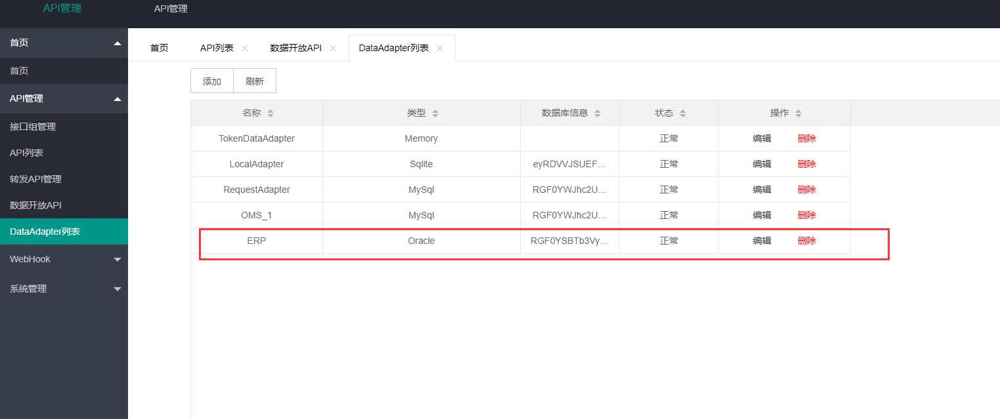 API管理 API管理
首页
首页
API管理
接口组管理
API列表
转发API管理
数据开放API
DataAdapter列表
WebHook
系统管理
首页 API列表 数据开放API DataAdapter列表
添加 刷新
名称 类型 数据库信息 状态 操作
TokenDataAdapter Memory 正常 编辑 删除
LocalAdapter Sqlite eyRDVVJSUEF... 正常 编辑 删除
RequestAdapter MySql RGF0YWJhc2U... 正常 编辑 删除
OMS_1 MySql RGF0YWJhc2U... 正常 编辑 删除
ERP Oracle RGF0YSBTb3Vy... 正常 编辑 删除